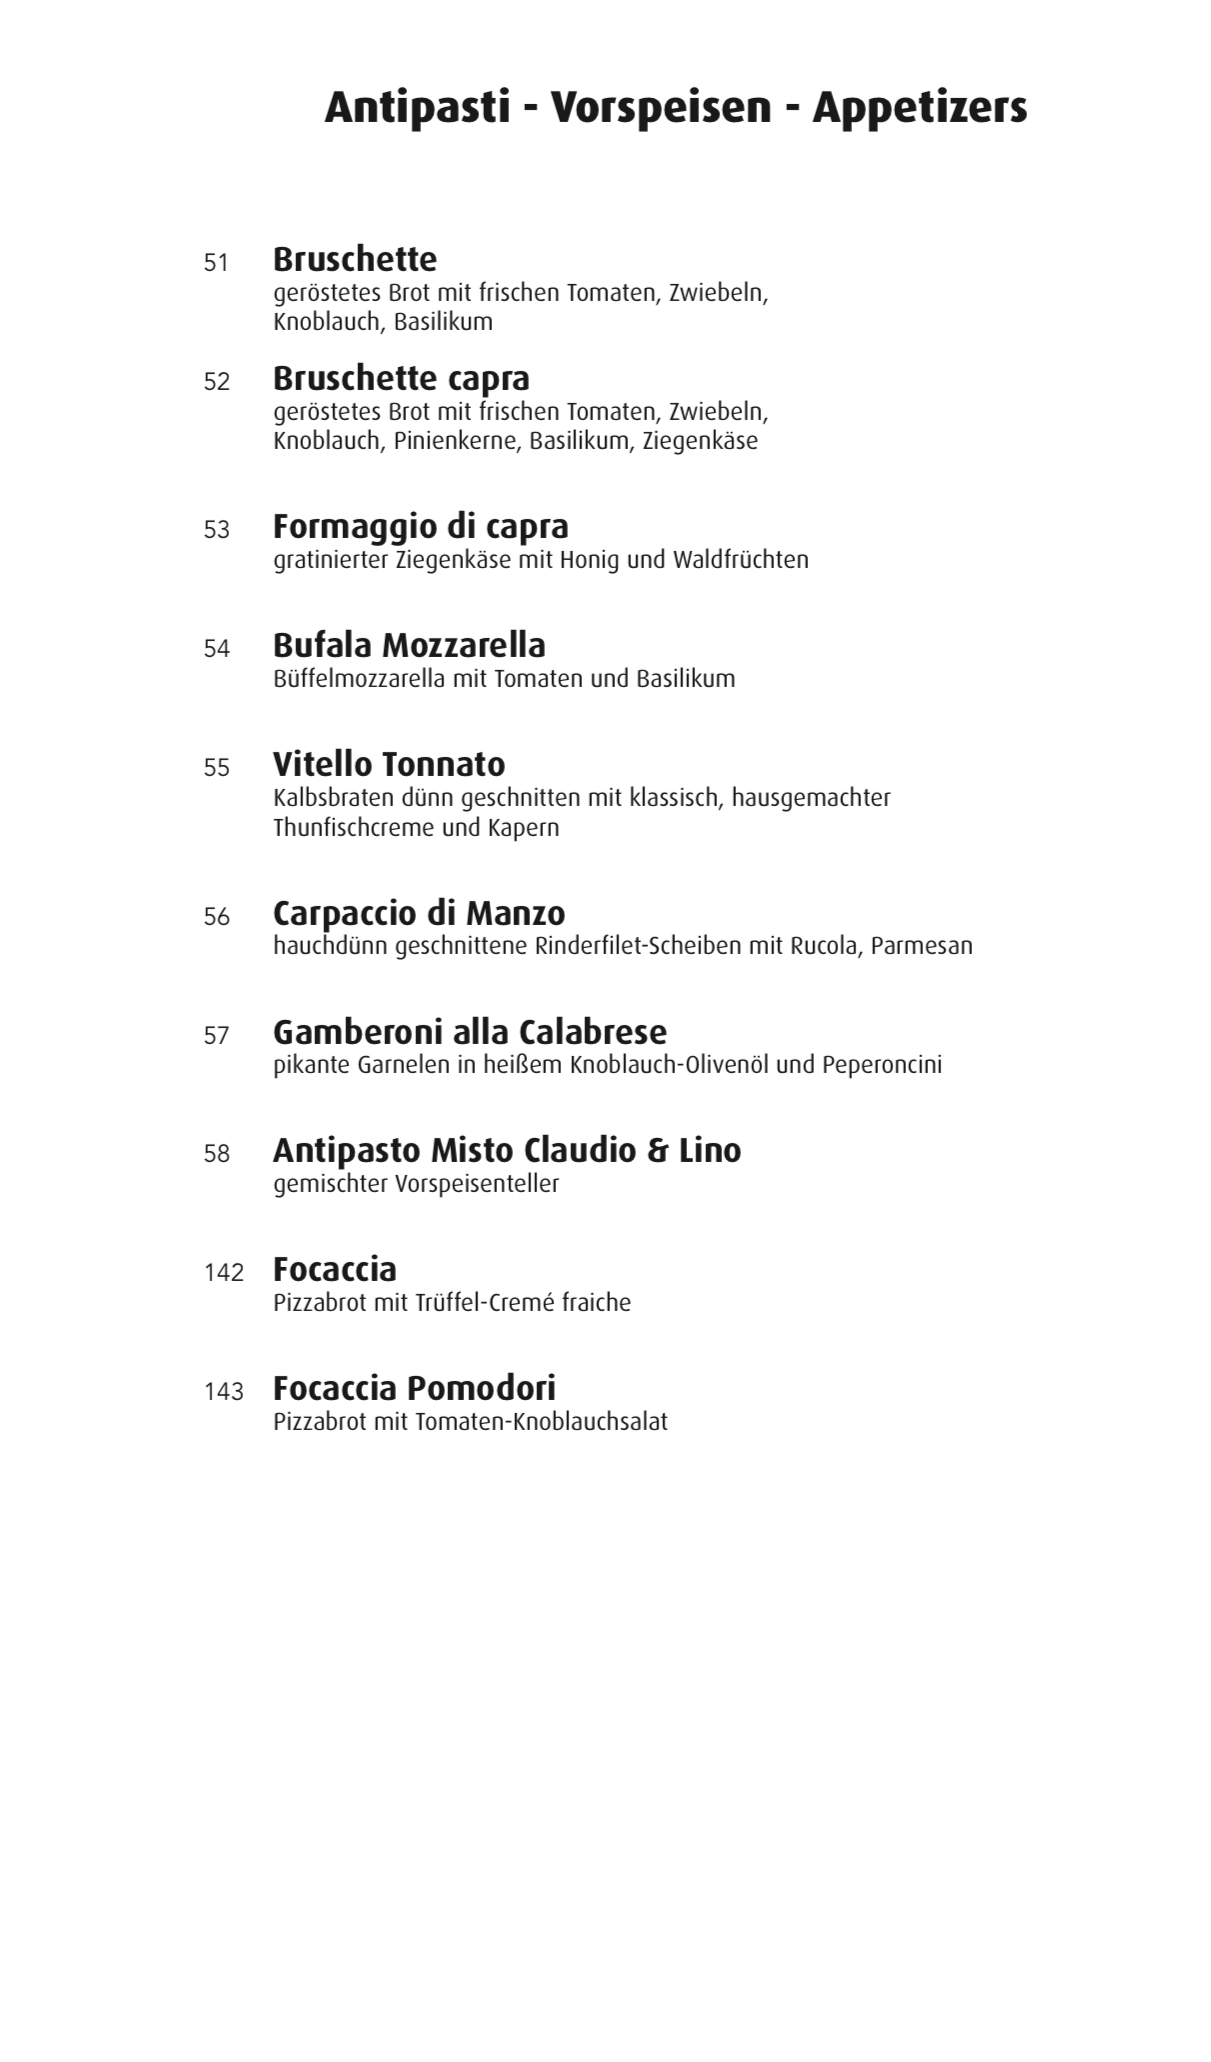 Antipasti - Vorspeisen - Appetizers
51 Bruschette
geröstetes Brot mit frischen Tomaten, Zwiebeln,
Knoblauch, Basilikum
52 Bruschette capra
geröstetes Brot mit frischen Tomaten, Zwiebeln,
Knoblauch, Pinienkerne, Basilikum, Ziegenkäse
53 Formaggio di capra
gratinierter Ziegenkäse mit Honig und Waldfrüchten
54 Bufala Mozzarella
Büffelmozzarella mit Tomaten und Basilikum
55 Vitello Tonnato
Kalbsbraten dünn geschnitten mit klassisch, hausgemachter
Thunfischcreme und Kapern
56 Carpaccio di Manzo
hauchdünn geschnittene Rinderfilet-Scheiben mit Rucola, Parmesan
57 Gamberoni alla Calabrese
pikante Garnelen in heißem Knoblauch-Olivenöl und Peperoncini
58 Antipasto Misto Claudio & Lino
gemischter Vorspeisenteller
142 Focaccia
Pizzabrot mit Trüffel-Cremé fraiche
143 Focaccia Pomodori
Pizzabrot mit Tomaten-Knoblauchsalat